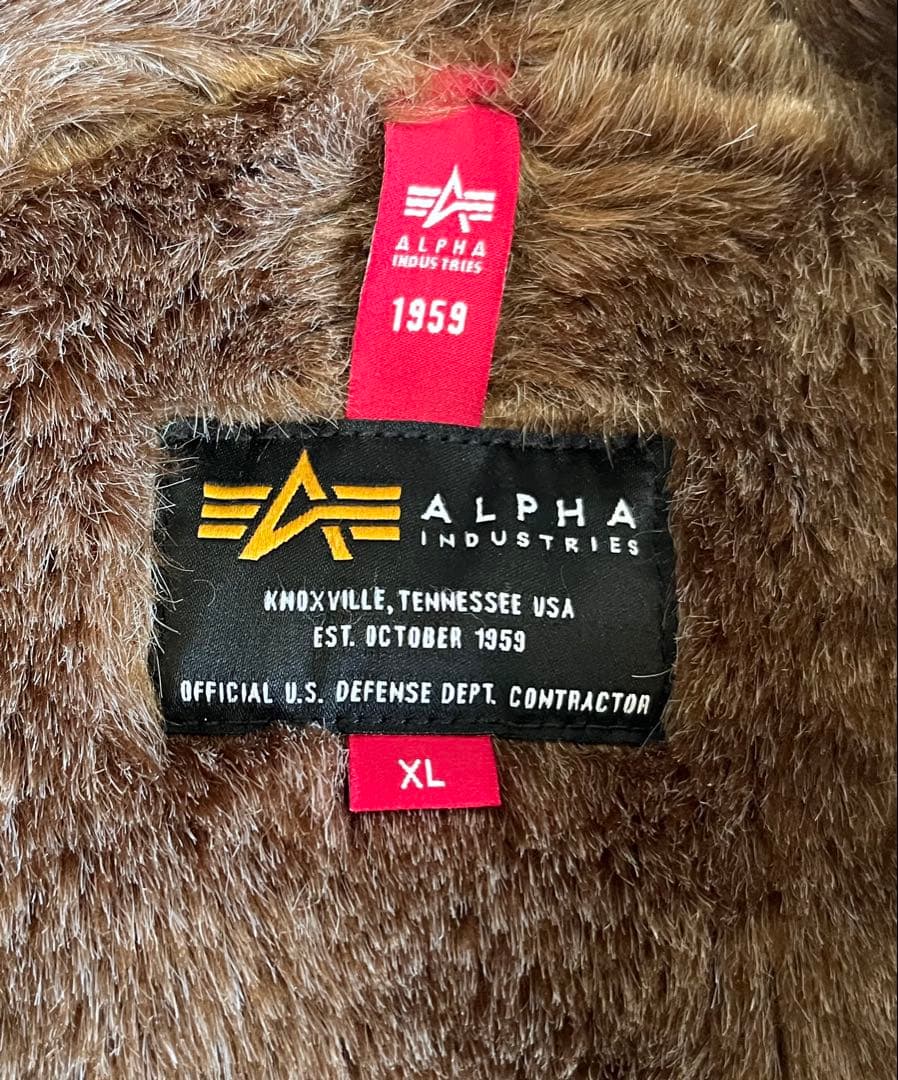 ALPHA
INDUSTRIES
1959
ALPHA
INDUSTRIES
KNOXVILLE, TENNESSEE USA
EST. OCTOBER 1959
OFFICIAL U.S. DEFENSE DEPT. CONTRACTOR
XL